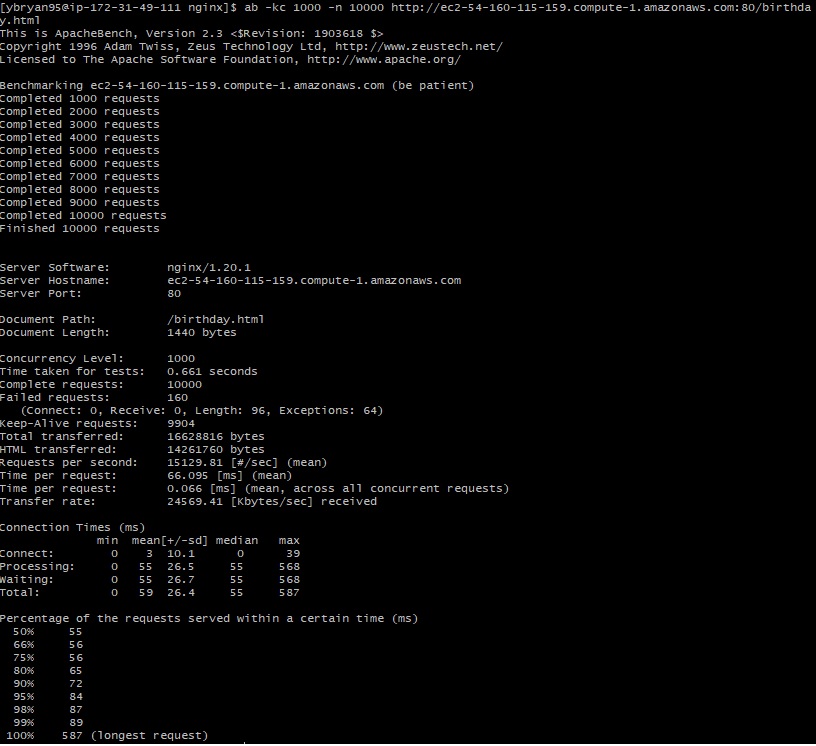 [ybryan95@ip-172-31-49-111 nginx]$ ab -kc 1000 -n 10000 http://ec2-54-160-115-159.compute-1.amazonaws.com:80/birthda
y.html
This is ApacheBench, Version 2.3 <$Revision: 1903618 $>
Copyright 1996 Adam Twiss, Zeus Technology Ltd, http://www.zeustech.net/
Licensed to The Apache Software Foundation, http://www.apache.org/

Benchmarking ec2-54-160-115-159.compute-1.amazonaws.com (be patient)
Completed 1000 requests
Completed 2000 requests
Completed 3000 requests
Completed 4000 requests
Completed 5000 requests
Completed 6000 requests
Completed 7000 requests
Completed 8000 requests
Completed 9000 requests
Completed 10000 requests
Finished 10000 requests

Server Software:        nginx/1.20.1
Server Hostname:        ec2-54-160-115-159.compute-1.amazonaws.com
Server Port:            80

Document Path:          /birthday.html
Document Length:        1440 bytes

Concurrency Level:      1000
Time taken for tests:   0.661 seconds
Complete requests:      10000
Failed requests:        160
   (Connect: 0, Receive: 0, Length: 96, Exceptions: 64)
Keep-Alive requests:    9904
Total transferred:      16628816 bytes
HTML transferred:       14261760 bytes
Requests per second:    15129.81 [#/sec] (mean)
Time per request:       66.095 [ms] (mean)
Time per request:       0.066 [ms] (mean, across all concurrent requests)
Transfer rate:          24569.41 [Kbytes/sec] received

Connection Times (ms)
              min  mean[+/-sd] median   max
Connect:        0    3  10.1      0      39
Processing:     0   55  26.5     55     568
Waiting:        0   55  26.7     55     568
Total:          0   59  26.4     55     587

Percentage of the requests served within a certain time (ms)
  50%     55
  66%     56
  75%     56
  80%     65
  90%     72
  95%     84
  98%     87
  99%     89
 100%    587 (longest request)